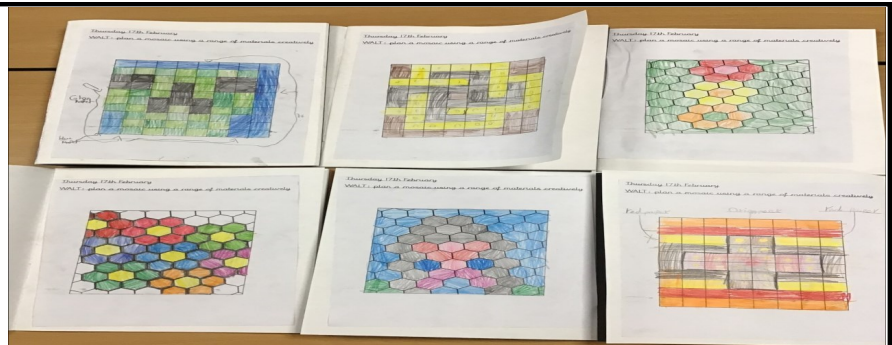 Thursday 17th February
WALT:- plan a mosaic using a range of materials creatively
Thursday 17th February
WALT:- plan a mosaic using a range of materials creatively
Thursday 17th February
WALT:- plan a mosaic using a range of materials creatively
Thursday 17th February
WALT:- plan a mosaic using a range of materials creatively
Thursday 17th February
WALT:- plan a mosaic using a range of materials creatively
Thursday 17th February
WALT:- plan a mosaic using a range of materials creatively